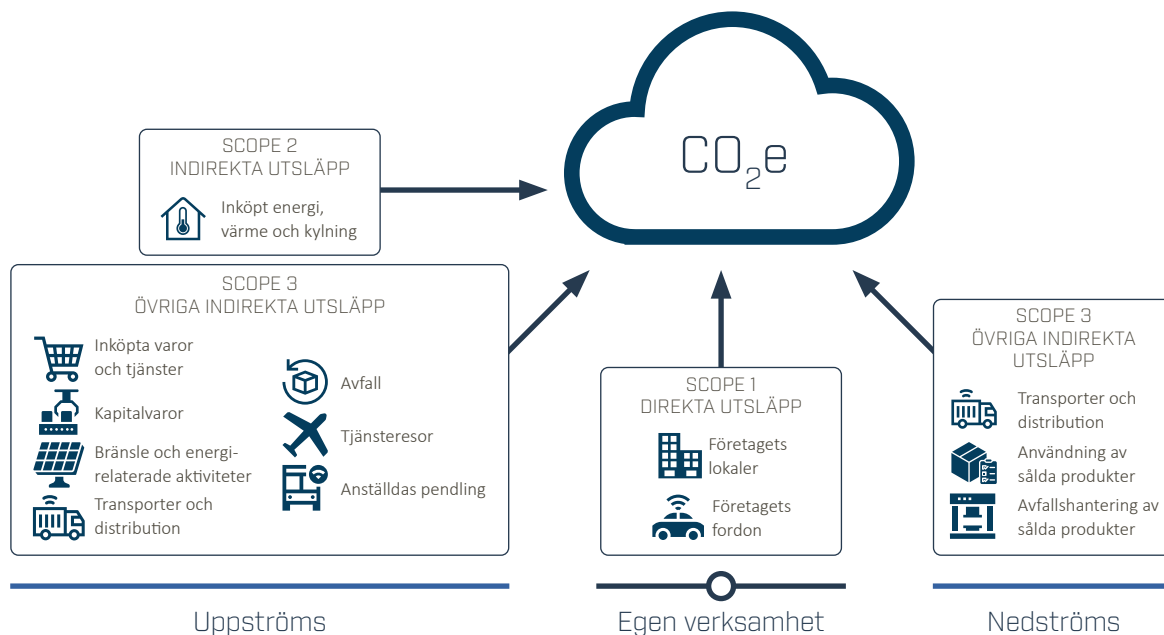 CO₂e
SCOPE 2
INDIREKTA UTSLÄPP
Inköpt energi,
värme och kylning
SCOPE 3
ÖVRIGA INDIREKTA UTSLÄPP
Inköpta varor
och tjänster
Kapitalvaror
Bränsle och energi-
relaterade aktiviteter
Transporter och
distribution
Avfall
Tjänsteresor
Anställdas pendling
SCOPE 1
DIREKTA UTSLÄPP
Företagets
lokaler
Företagets
fordon
SCOPE 3
ÖVRIGA INDIREKTA
UTSLÄPP
Transporter och
distribution
Användning av
sålda produkter
Avfallshantering av
sålda produkter
Uppströms
Egen verksamhet
Nedströms